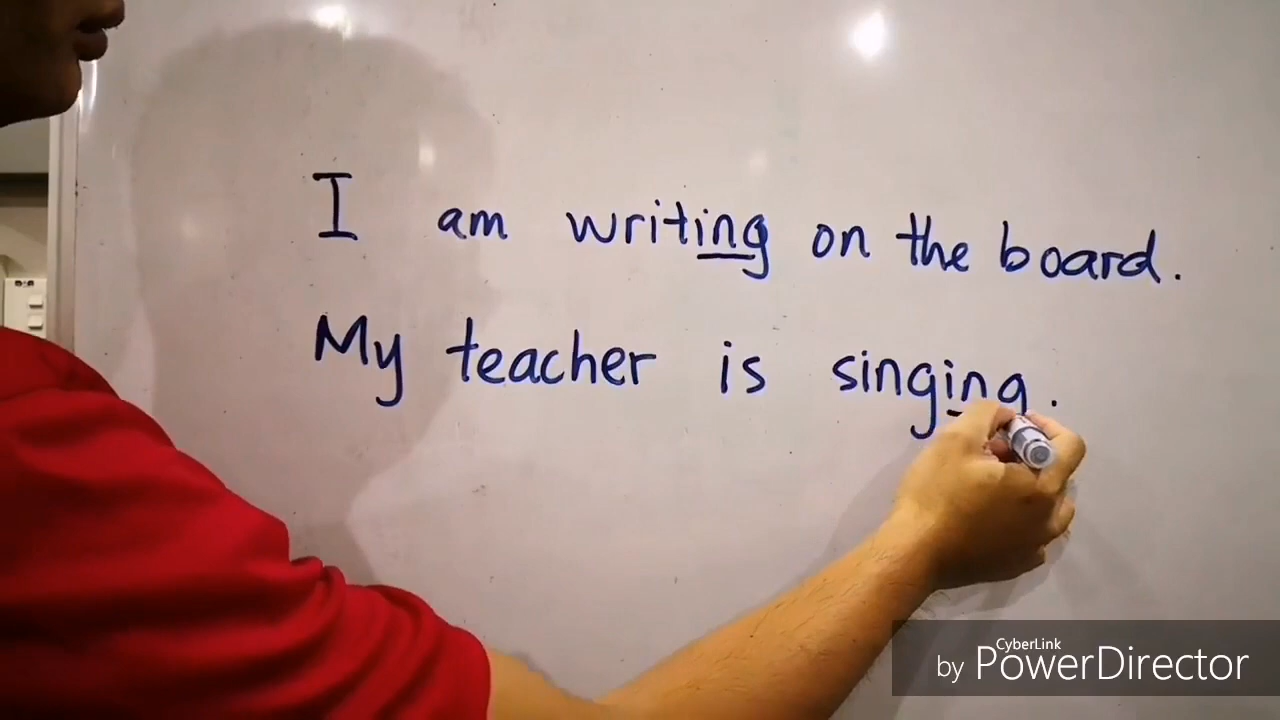 I am writing on the board.
My teacher is singing.
CyberLink
by PowerDirector